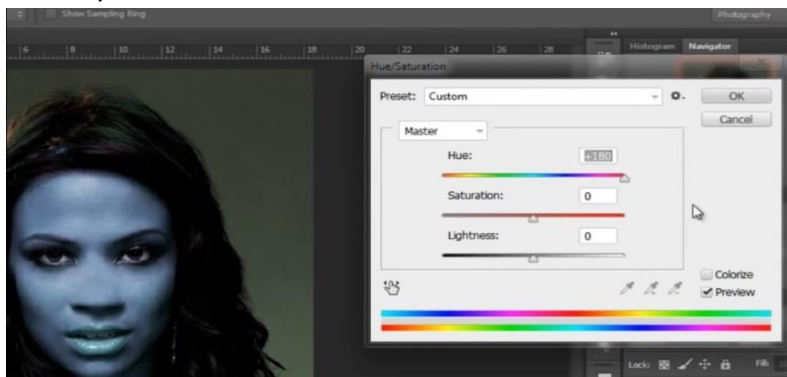 Show Sampling Ring
Photography
6 8 10 12 14 16 18 20 22 24 26 28
Histogram Navigator
Hue/Saturation
Preset: Custom
OK
Cancel
Master
Hue: +180
Saturation: 0
Lightness: 0
Colorize
Preview
Lock: Fill: